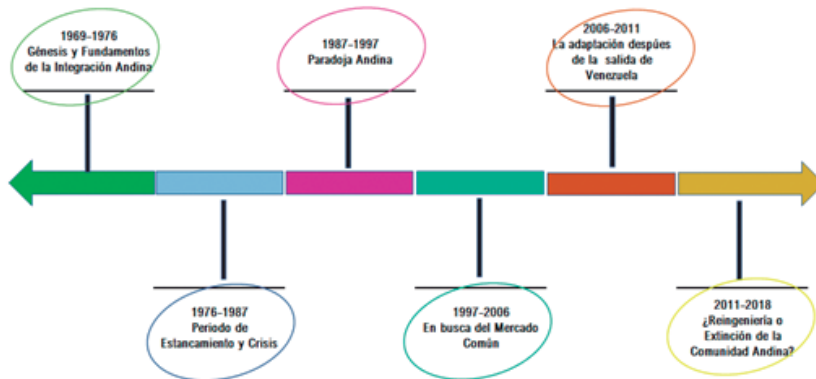 1969-1976
Génesis y Fundamentos
de la Integración Andina
1987-1997
Paradoja Andina
2006-2011
La adaptación despúes
de la salida de
Venezuela
1976-1987
Periodo de
Estancamiento y Crisis
1997-2006
En busca del Mercado
Común
2011-2018
¿Reingeniería o
Extinción de la
Comunidad Andina?